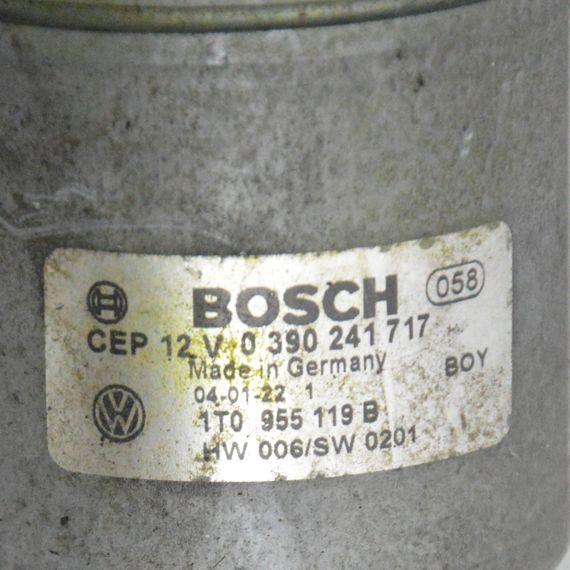 BOSCH 058
CEP 12 V 0 390 241 717
Made in Germany BOY
04-01-22 1
1T0 955 119 B
HW 006/SW 0201